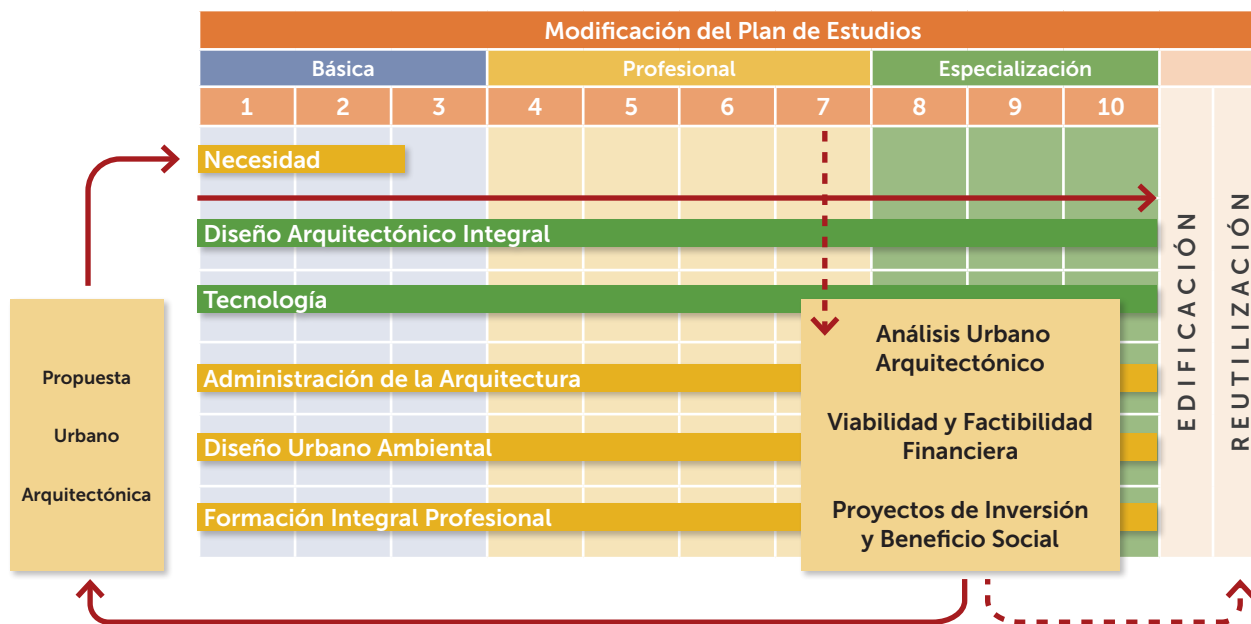 Modificación del Plan de Estudios
Básica
Profesional
Especialización
1
2
3
4
5
6
7
8
9
10
Necesidad
Diseño Arquitectónico Integral
Tecnología
Administración de la Arquitectura
Diseño Urbano Ambiental
Formación Integral Profesional
Propuesta
Urbano
Arquitectónica
Análisis Urbano
Arquitectónico
Viabilidad y Factibilidad
Financiera
Proyectos de Inversión
y Beneficio Social
EDIFICACIÓN
REUTILIZACIÓN